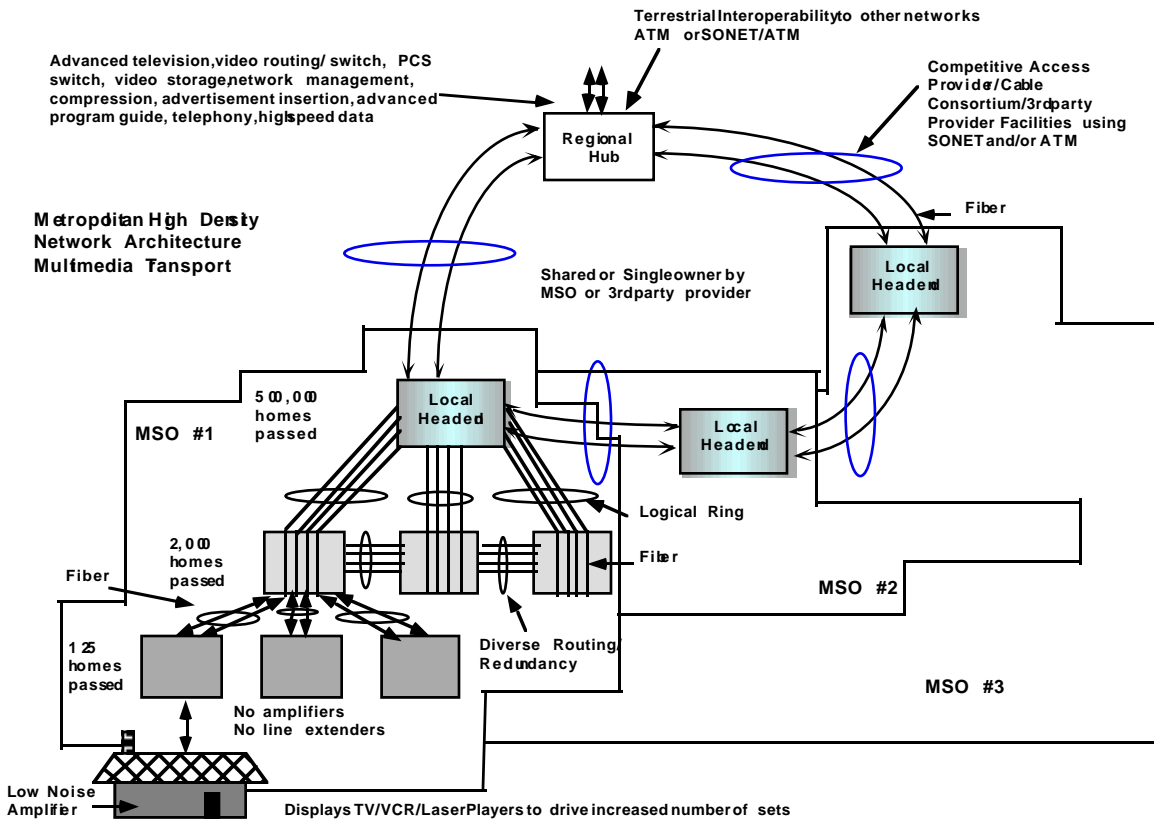 Terrestrial Interoperability to other networks
ATM or SONET/ATM
Advanced television, video routing/ switch, PCS
switch, video storage, network management,
compression, advertisement insertion, advanced
program guide, telephony, high speed data
Competitive Access
Provider/Cable
Consortium/3rd party
Provider Facilities using
SONET and/or ATM
Regional
Hub
Metropolitan High Density
Network Architecture
Multimedia Transport
Fiber
Shared or Single owner by
MSO or 3rd party provider
Local
Headend
500,000
homes
passed
MSO #1
Local
Headend
Local
Headend
Logical Ring
2,000
homes
passed
Fiber
Fiber
MSO #2
125
homes
passed
Diverse Routing/
Redundancy
MSO #3
No amplifiers
No line extenders
Low Noise
Amplifier
Displays TV/VCR/Laser Players to drive increased number of sets